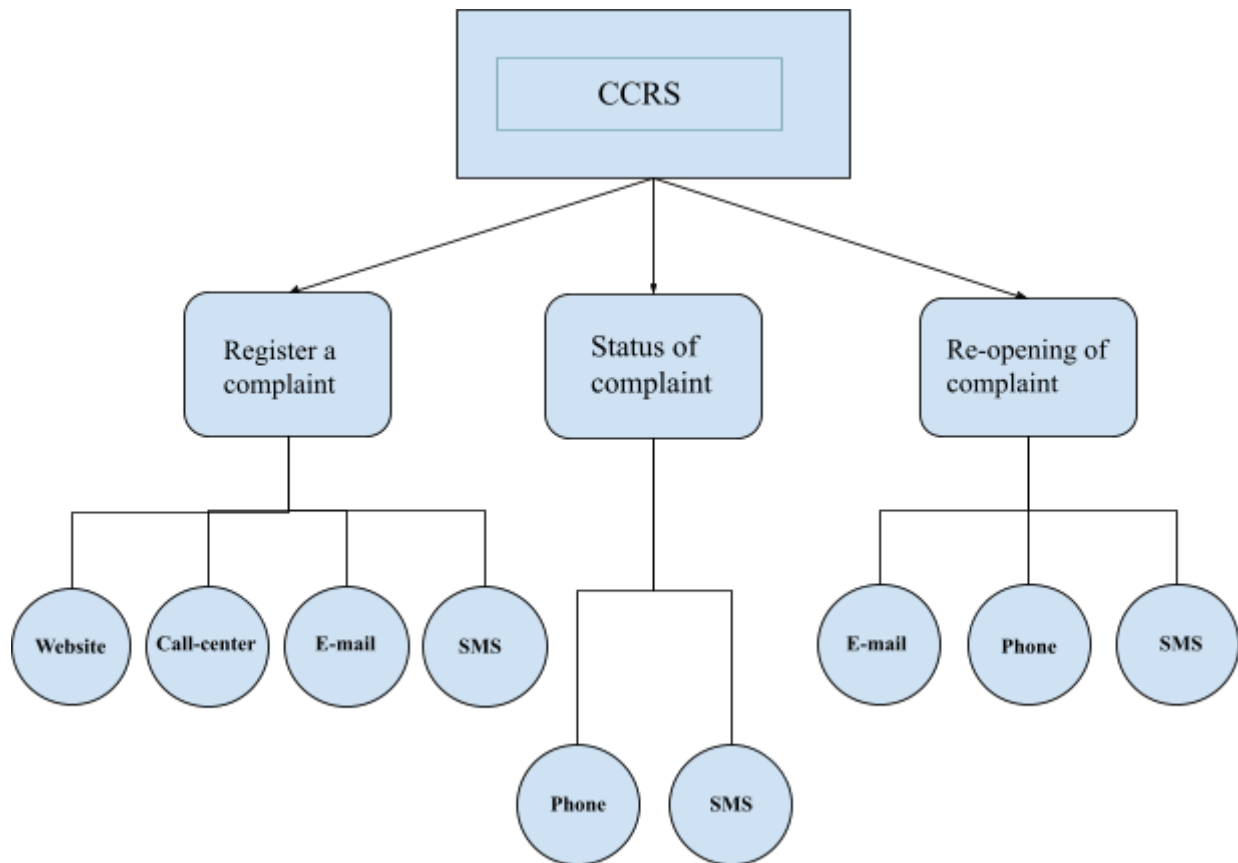 CCRS
Register a
complaint
Status of
complaint
Re-opening of
complaint
Website
Call-center
E-mail
SMS
Phone
SMS
E-mail
Phone
SMS